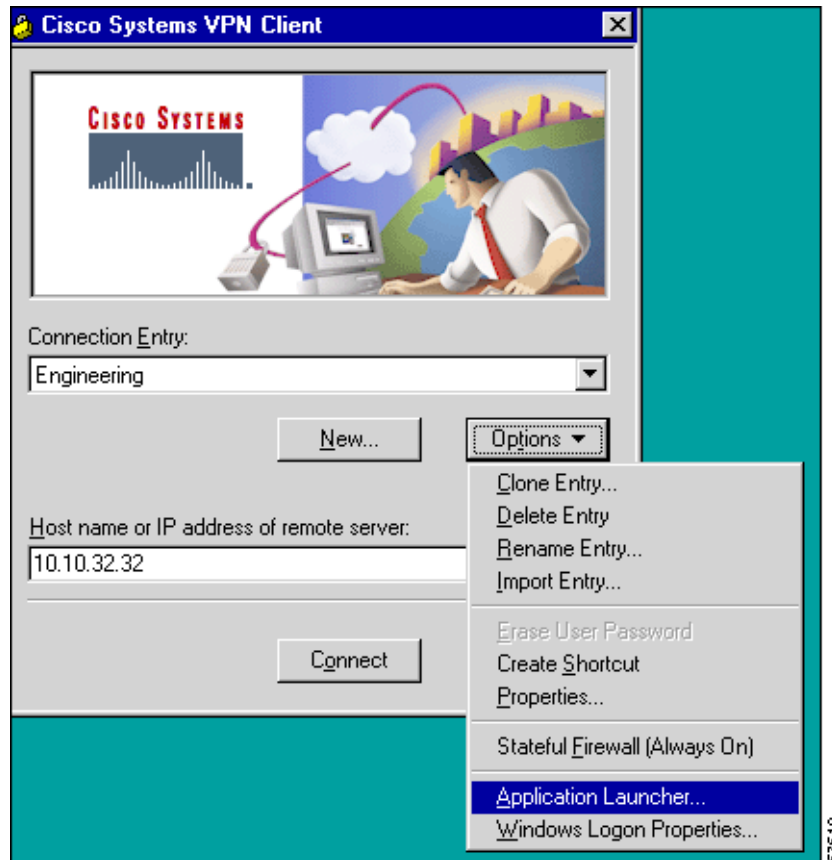 Cisco Systems VPN Client
CISCO SYSTEMS
Connection Entry:
Engineering
New...
Options
Host name or IP address of remote server:
10.10.32.32
Connect
Clone Entry...
Delete Entry
Rename Entry...
Import Entry...
Erase User Password
Create Shortcut
Properties...
Stateful Firewall (Always On)
Application Launcher...
Windows Logon Properties...